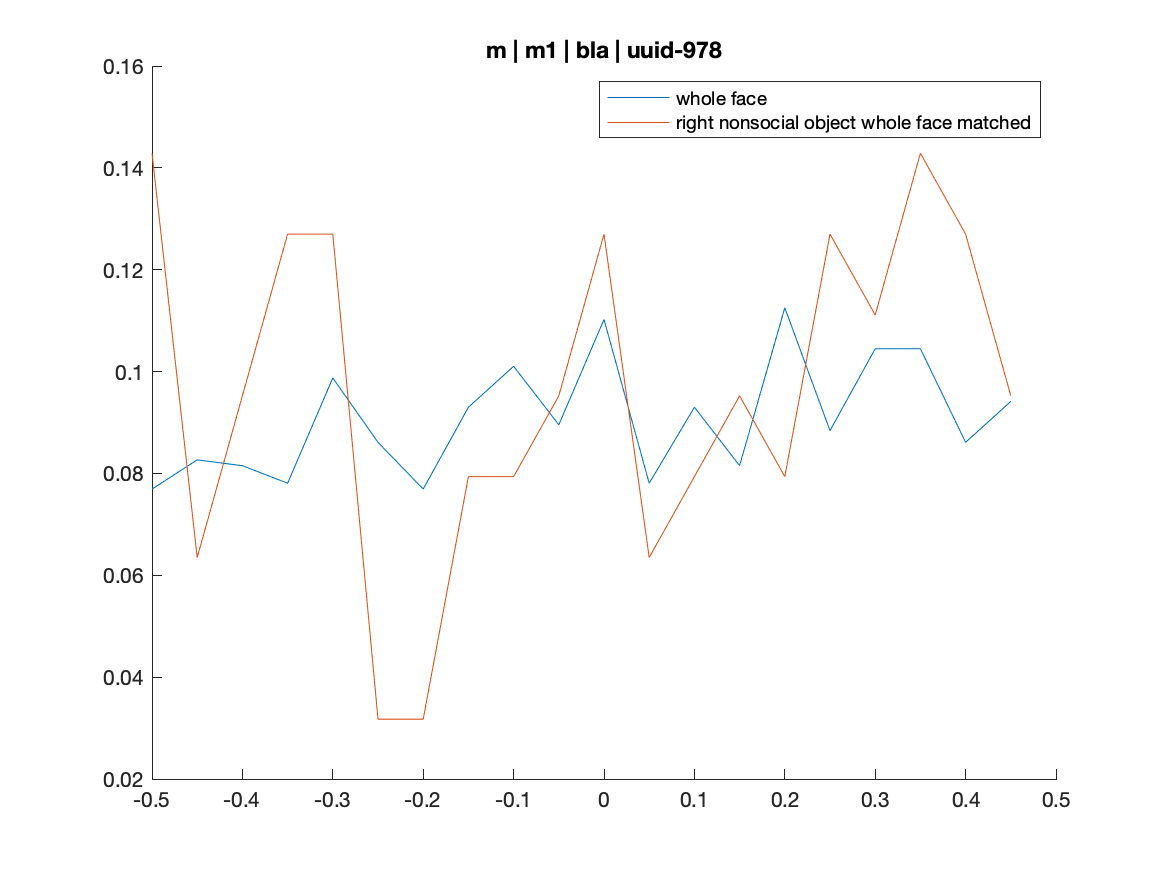 m | m1 | bla | uuid-978
whole face
right nonsocial object whole face matched
0.16
0.14
0.12
0.1
0.08
0.06
0.04
0.02
-0.5 -0.4 -0.3 -0.2 -0.1 0 0.1 0.2 0.3 0.4 0.5